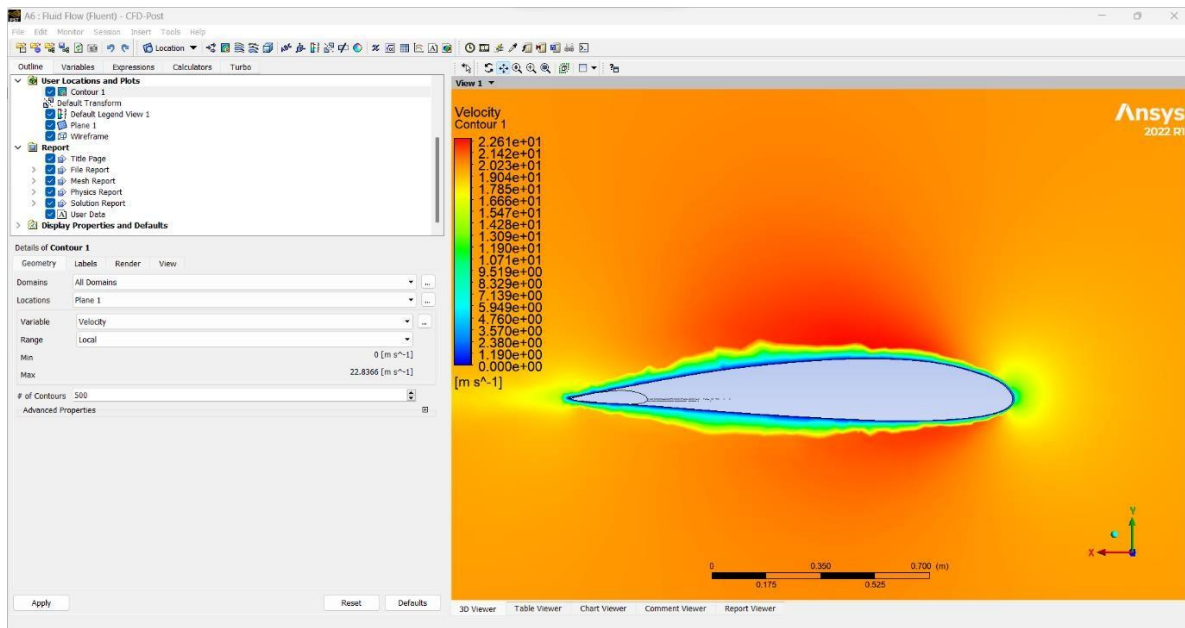 A6 : Fluid Flow (Fluent) - CFD-Post
File Edit Monitor Session Insert Tools Help
Location
Outline Variables Expressions Calculators Turbo
User Locations and Plots
Contour 1
Default Transform
Default Legend View 1
Plane 1
Wireframe
Report
Title Page
File Report
Mesh Report
Physics Report
Solution Report
User Data
Display Properties and Defaults
Details of Contour 1
Geometry Labels Render View
Domains All Domains
Locations Plane 1
Variable Velocity
Range Local
Min 0 [m s^-1]
Max 22.8366 [m s^-1]
# of Contours 500
Advanced Properties
Apply Reset Defaults
View 1
Velocity
Contour 1
2.261e+01
2.142e+01
2.023e+01
1.904e+01
1.785e+01
1.666e+01
1.547e+01
1.428e+01
1.309e+01
1.190e+01
1.071e+01
9.519e+00
8.329e+00
7.139e+00
5.949e+00
4.760e+00
3.570e+00
2.380e+00
1.190e+00
0.000e+00
[m s^-1]
Ansys
2022 R1
Y
X
0 0.350 0.700 (m)
0.175 0.525
3D Viewer Table Viewer Chart Viewer Comment Viewer Report Viewer